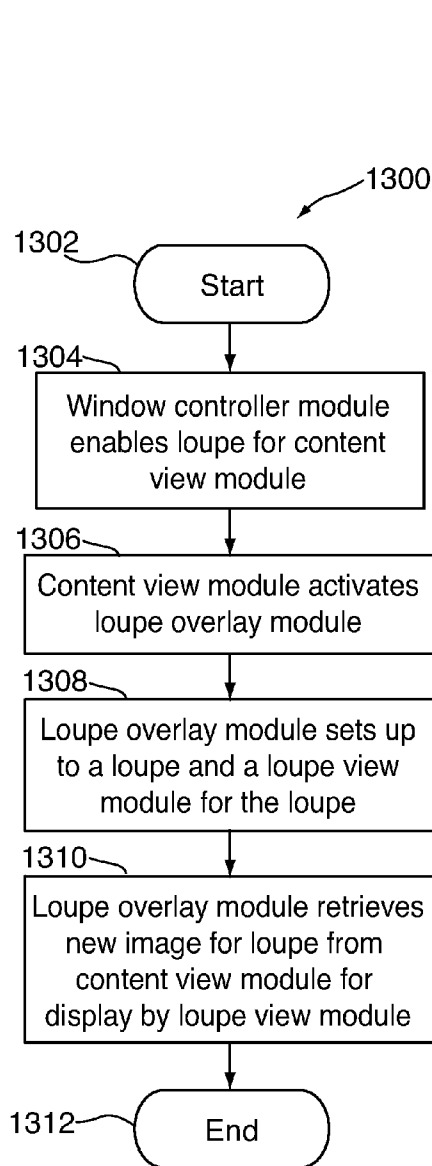 1300
1302
Start
1304
Window controller module
enables loupe for content
view module
1306
Content view module activates
loupe overlay module
1308
Loupe overlay module sets up
to a loupe and a loupe view
module for the loupe
1310
Loupe overlay module retrieves
new image for loupe from
content view module for
display by loupe view module
1312
End